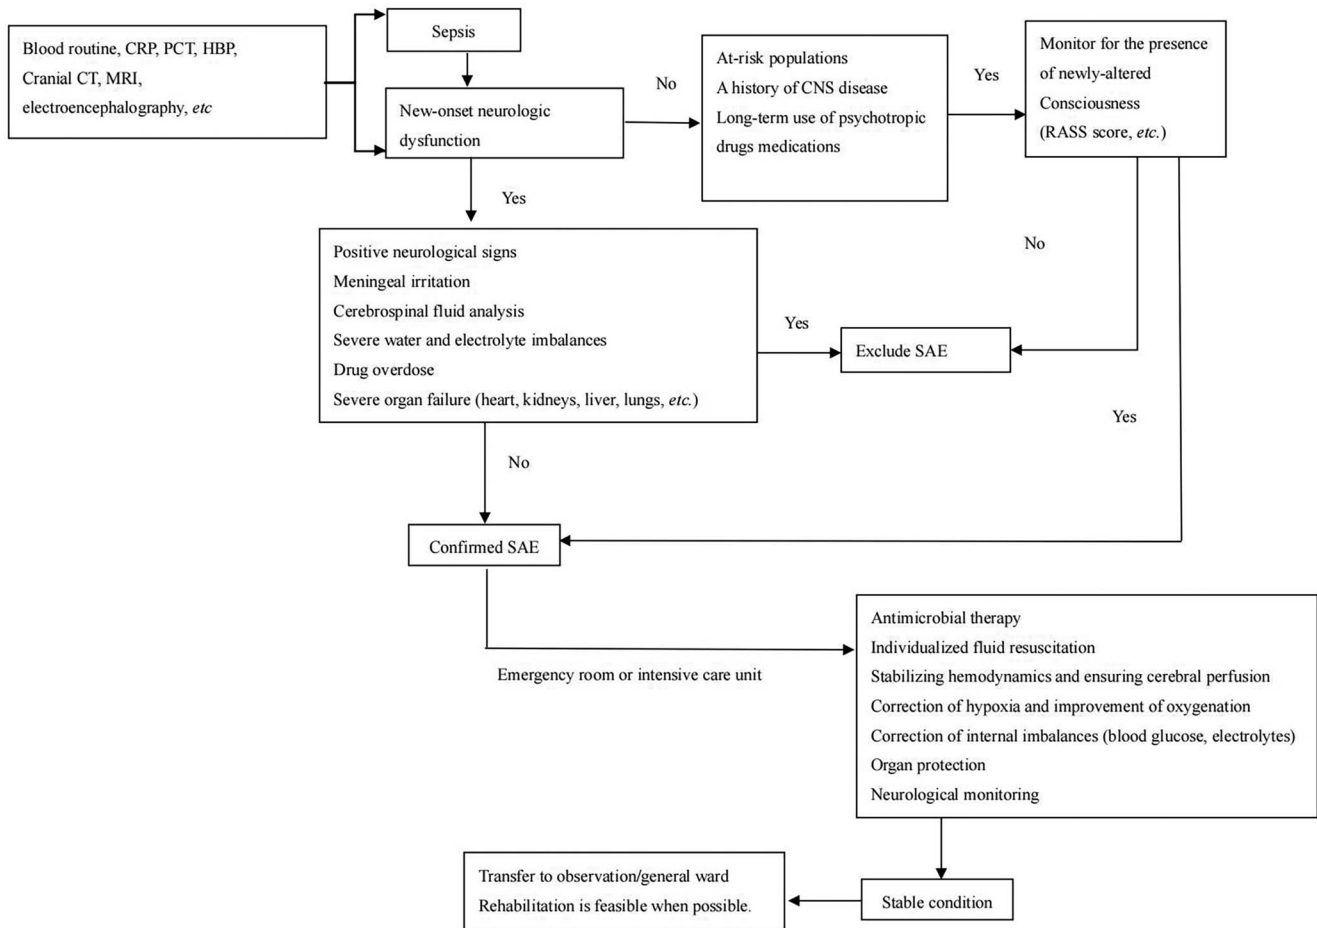 Blood routine, CRP, PCT, HBP,
Cranial CT, MRI,
electroencephalography, etc
Sepsis
New-onset neurologic
dysfunction
No
At-risk populations
A history of CNS disease
Long-term use of psychotropic
drugs medications
Yes
Monitor for the presence
of newly-altered
Consciousness
(RASS score, etc.)
Yes
No
Positive neurological signs
Meningeal irritation
Cerebrospinal fluid analysis
Severe water and electrolyte imbalances
Drug overdose
Severe organ failure (heart, kidneys, liver, lungs, etc.)
Yes
Exclude SAE
Yes
No
Confirmed SAE
Emergency room or intensive care unit
Antimicrobial therapy
Individualized fluid resuscitation
Stabilizing hemodynamics and ensuring cerebral perfusion
Correction of hypoxia and improvement of oxygenation
Correction of internal imbalances (blood glucose, electrolytes)
Organ protection
Neurological monitoring
Stable condition
Transfer to observation/general ward
Rehabilitation is feasible when possible.